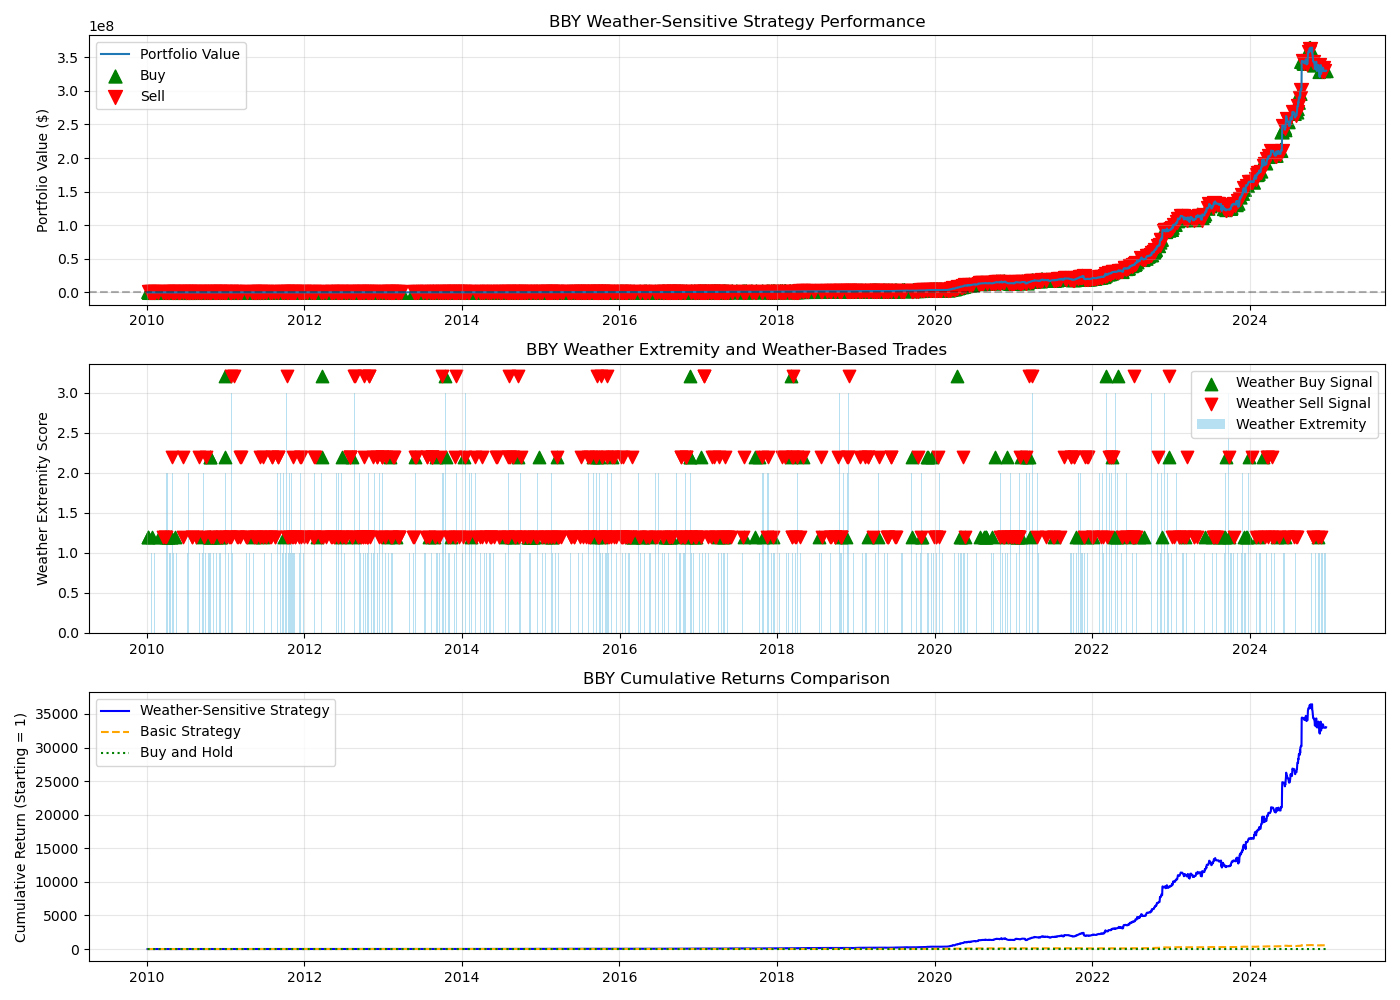 BBY Weather-Sensitive Strategy Performance
1e8
Portfolio Value ($)
3.5
3.0
2.5
2.0
1.5
1.0
0.5
0.0
Portfolio Value
Buy
Sell
2010 2012 2014 2016 2018 2020 2022 2024
BBY Weather Extremity and Weather-Based Trades
Weather Extremity Score
3.0
2.5
2.0
1.5
1.0
0.5
0.0
Weather Buy Signal
Weather Sell Signal
Weather Extremity
2010 2012 2014 2016 2018 2020 2022 2024
BBY Cumulative Returns Comparison
Cumulative Return (Starting = 1)
35000
30000
25000
20000
15000
10000
5000
0
Weather-Sensitive Strategy
Basic Strategy
Buy and Hold
2010 2012 2014 2016 2018 2020 2022 2024